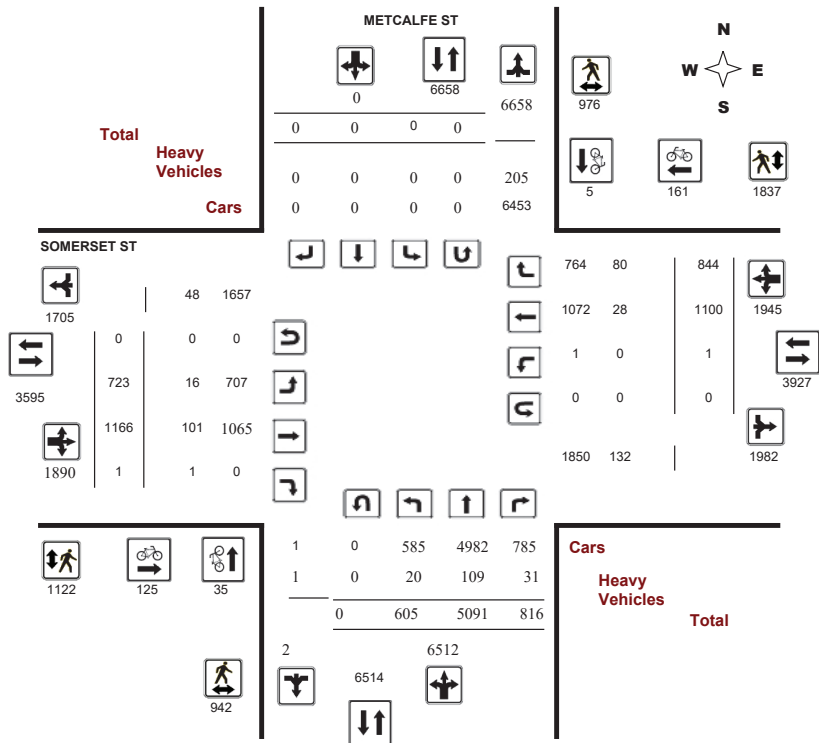 METCALFE ST
N
W E
S
0
6658
6658
976
0 0 0 0
Total
Heavy
Vehicles
0 0 0 0 205
Cars
0 0 0 0 6453
5 161 1837
SOMERSET ST
1705
48 1657
0 0 0
3595
723 16 707
1166 101 1065
1890
1 1 0
764 80 844
1945
1072 28 1100
1 0 1
3927
0 0 0
1850 132
1982
1122 125 35
1 0 585 4982 785
1 0 20 109 31
0 605 5091 816
Cars
Heavy
Vehicles
Total
2
6514
6512
942